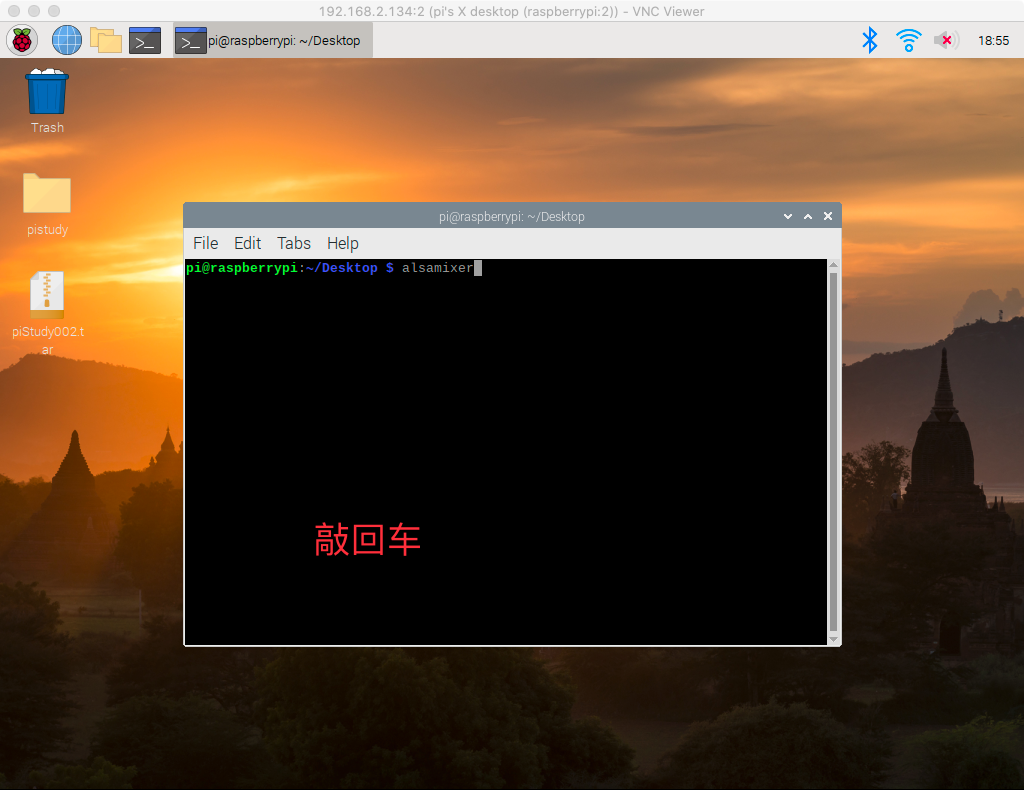 192.168.2.134:2 (pi's X desktop (raspberrypi:2)) - VNC Viewer
pi@raspberrypi: ~/Desktop
18:55
Trash
pistudy
piStudy002.t
ar
pi@raspberrypi: ~/Desktop
File Edit Tabs Help
pi@raspberrypi:~/Desktop $ alsamixer
敲回车